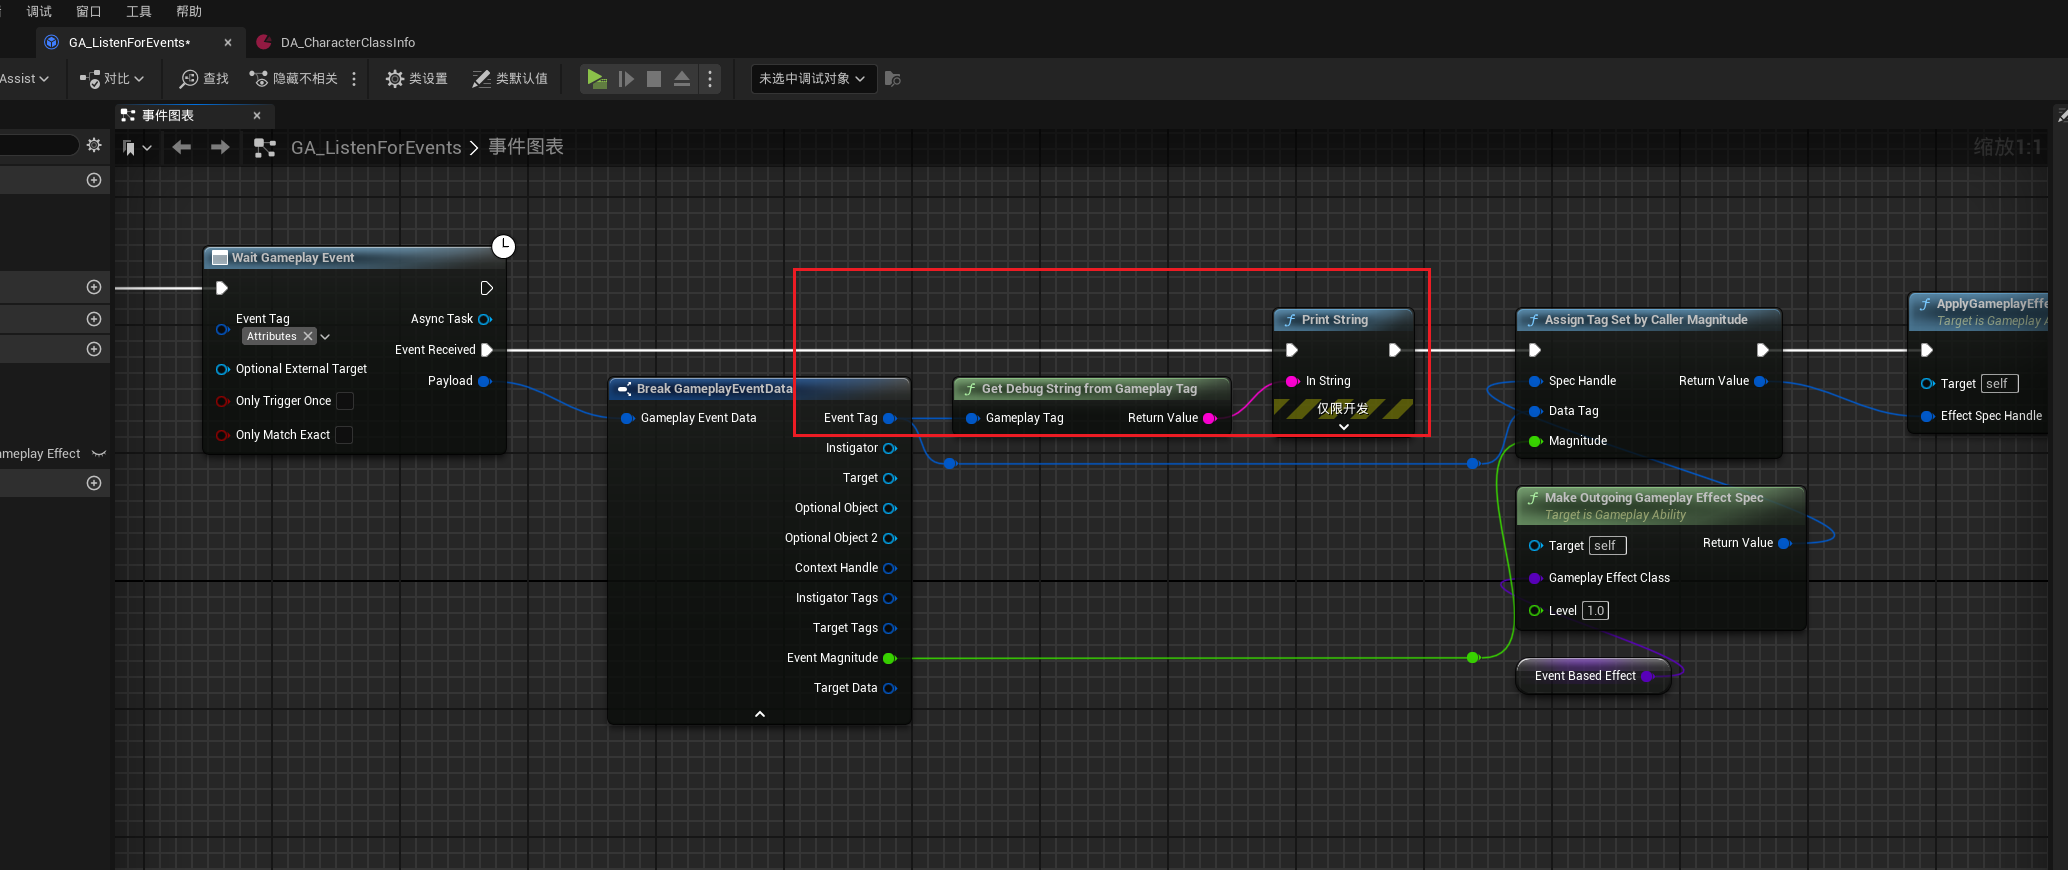 调试 窗口 工具 帮助
GA_ListenForEvents* DA_CharacterClassInfo
Assist 对比 查找 隐藏不相关 类设置 类默认值 未选中调试对象
事件图表
GA_ListenForEvents > 事件图表 缩放1:1
Wait Gameplay Event
Event Tag
Attributes
Async Task
Event Received
Optional External Target
Payload
Only Trigger Once
Only Match Exact
Break GameplayEventData
Gameplay Event Data
Event Tag
Instigator
Target
Optional Object
Optional Object 2
Context Handle
Instigator Tags
Target Tags
Event Magnitude
Target Data
Get Debug String from Gameplay Tag
Gameplay Tag Return Value
Print String
In String
仅限开发
Assign Tag Set by Caller Magnitude
Spec Handle Return Value
Data Tag
Magnitude
ApplyGameplayEffe
Target is Gameplay A
Target self
Effect Spec Handle
Make Outgoing Gameplay Effect Spec
Target is Gameplay Ability
Target self Return Value
Gameplay Effect Class
Level 1.0
Event Based Effect
ameplay Effect